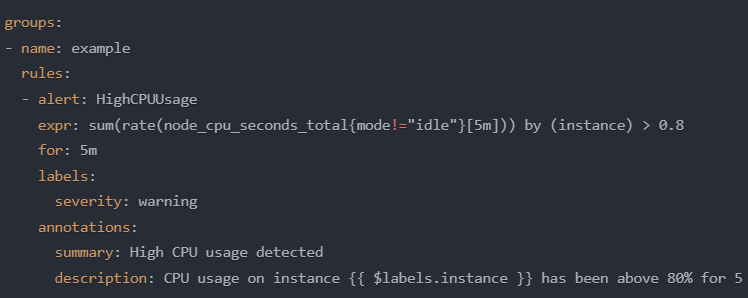 groups:
- name: example
  rules:
  - alert: HighCPUUsage
    expr: sum(rate(node_cpu_seconds_total{mode!="idle"}[5m])) by (instance) > 0.8
    for: 5m
    labels:
      severity: warning
    annotations:
      summary: High CPU usage detected
      description: CPU usage on instance {{ $labels.instance }} has been above 80% for 5